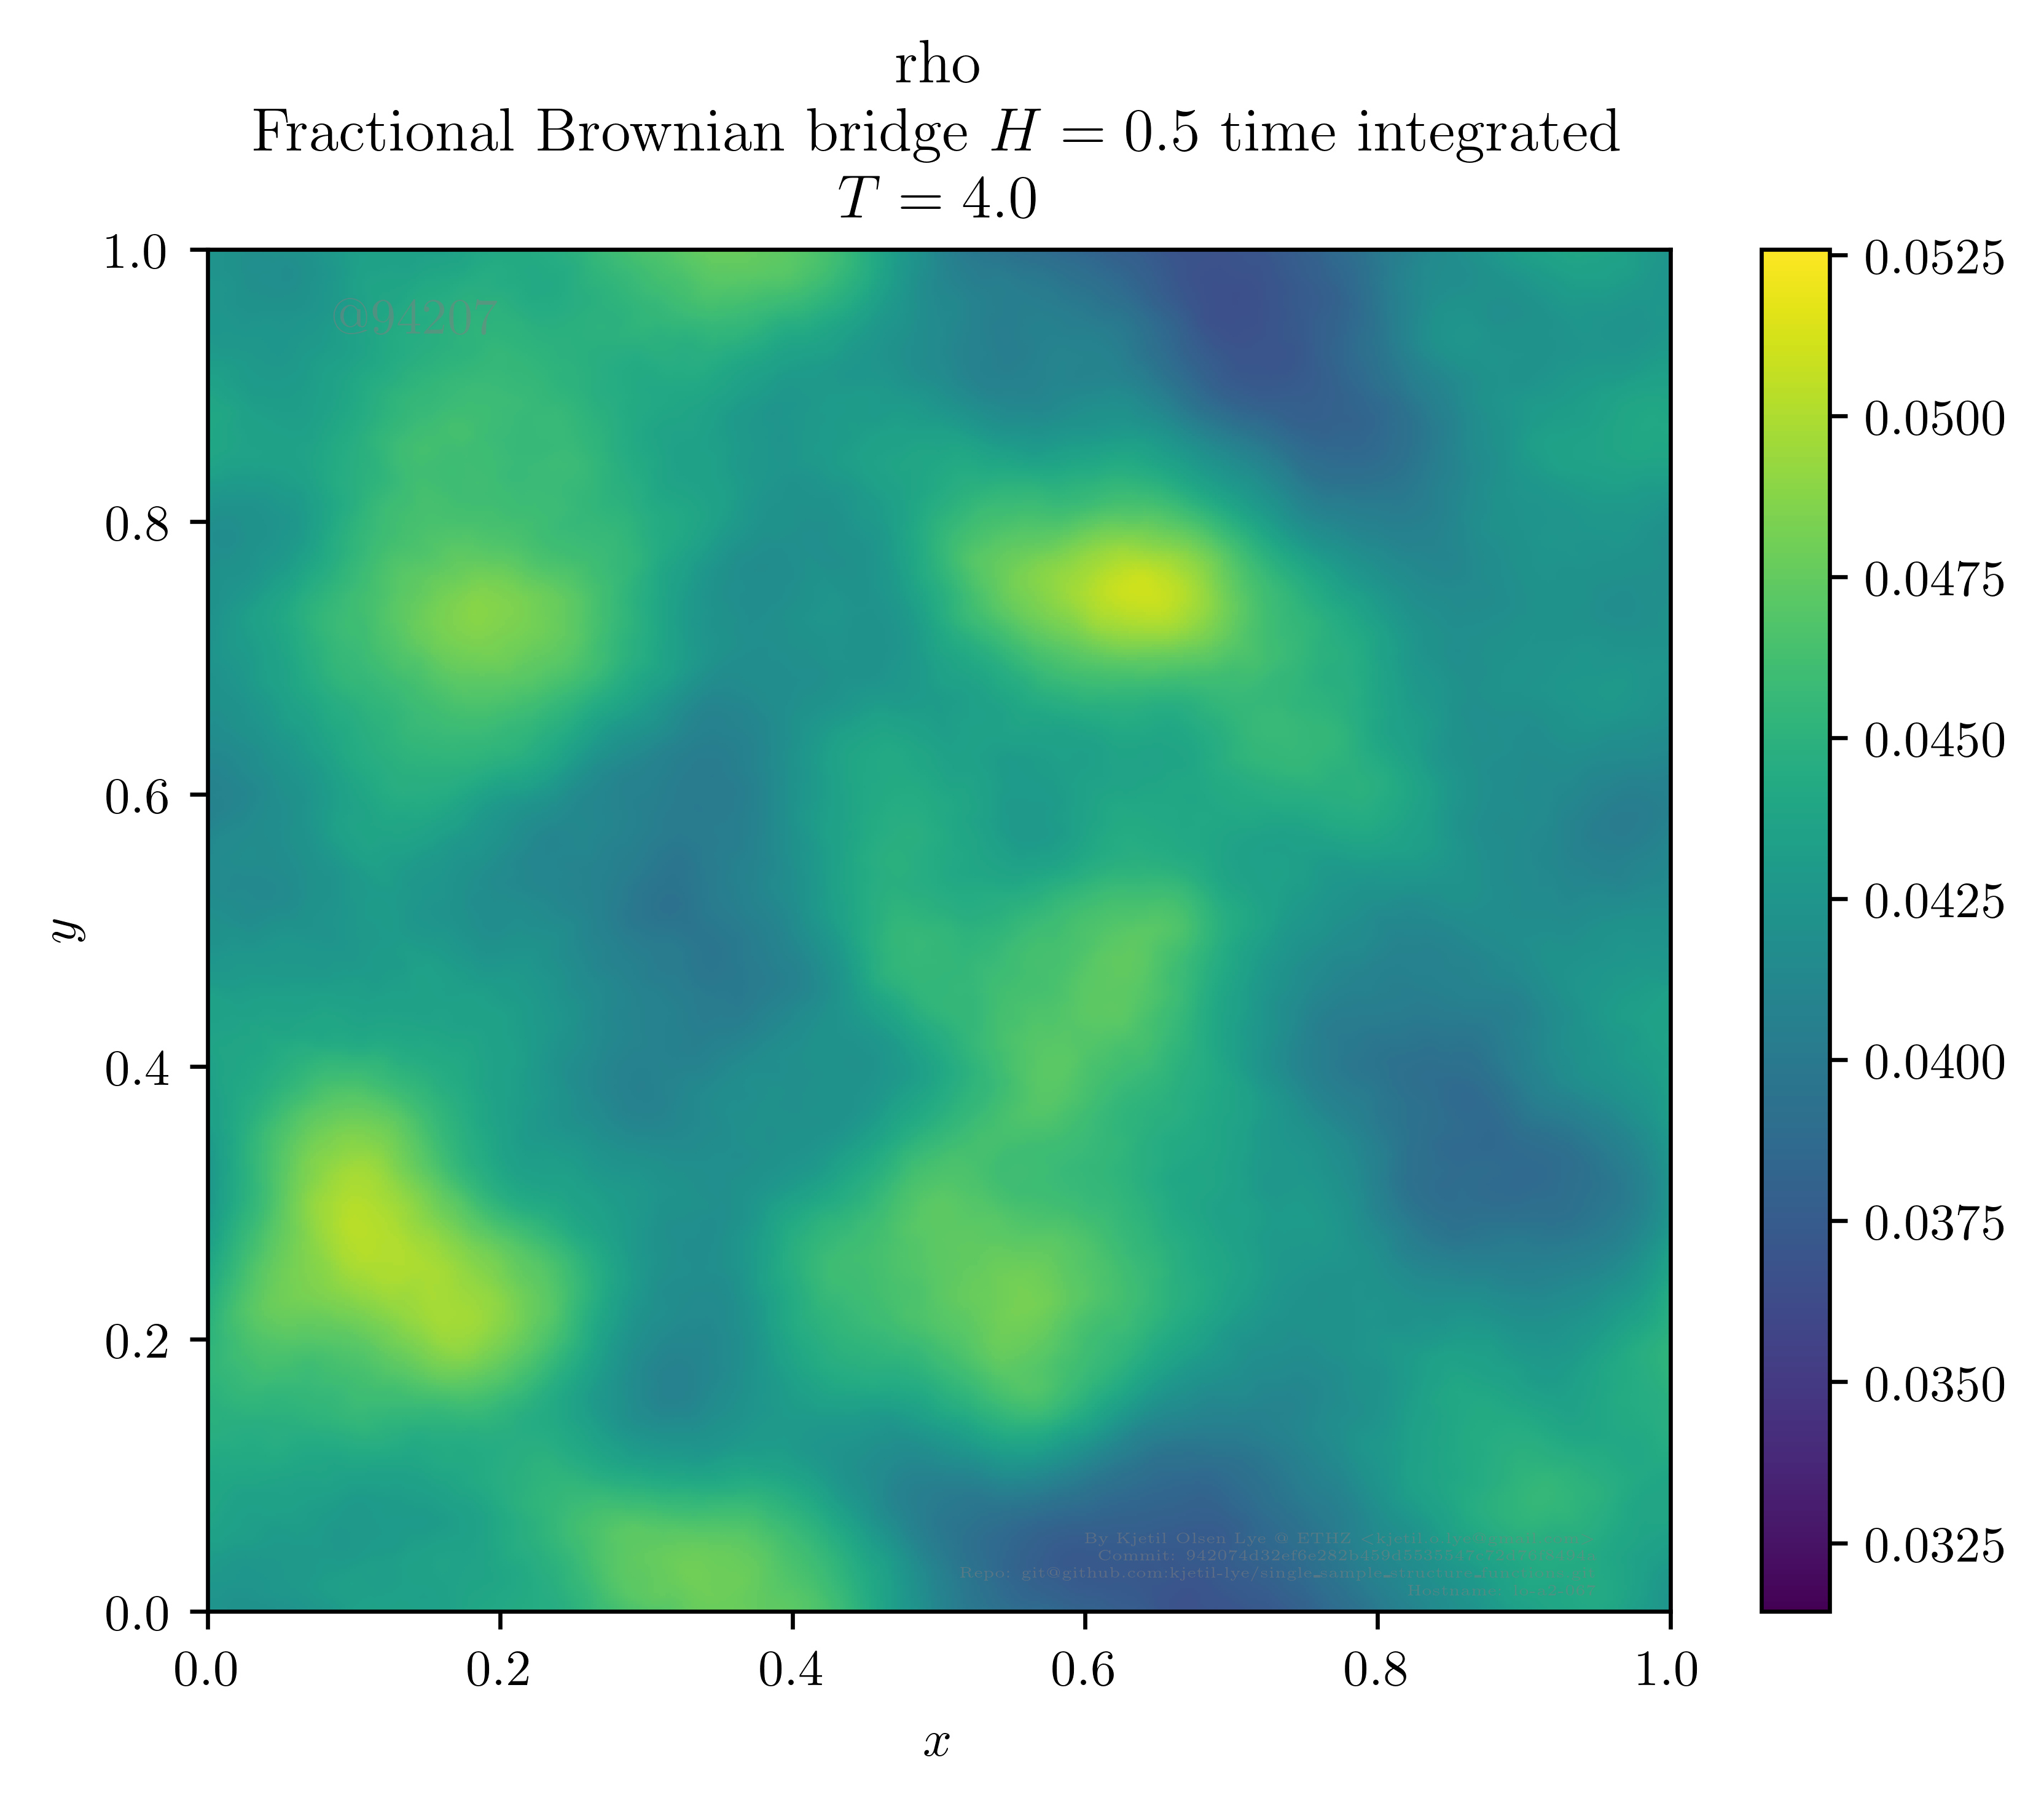 rho
Fractional Brownian bridge H = 0.5 time integrated
T = 4.0
@94207
1.0
0.8
0.6
0.4
0.2
0.0
y
0.0 0.2 0.4 0.6 0.8 1.0
x
0.0525
0.0500
0.0475
0.0450
0.0425
0.0400
0.0375
0.0350
0.0325
By Kjetil Olsen Lye @ ETHZ
Commit:
Repo:
Hostname: